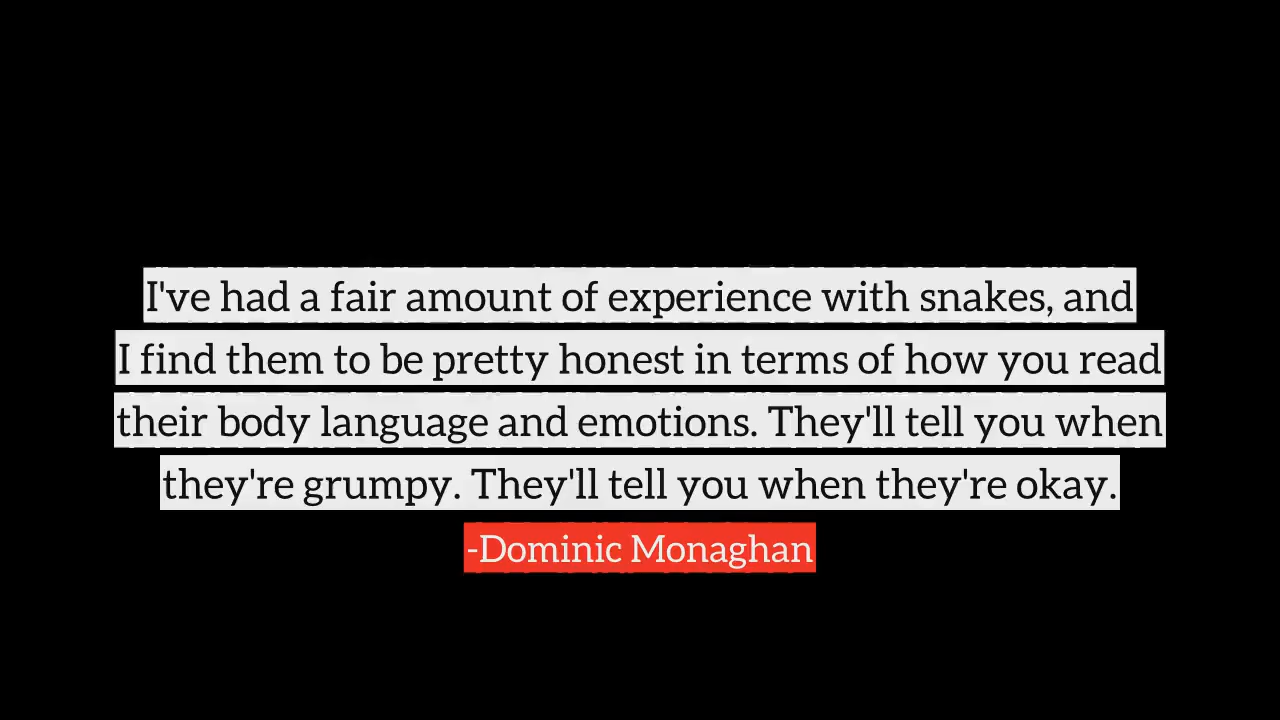 I've had a fair amount of experience with snakes, and
I find them to be pretty honest in terms of how you read
their body language and emotions. They'll tell you when
they're grumpy. They'll tell you when they're okay.
-Dominic Monaghan